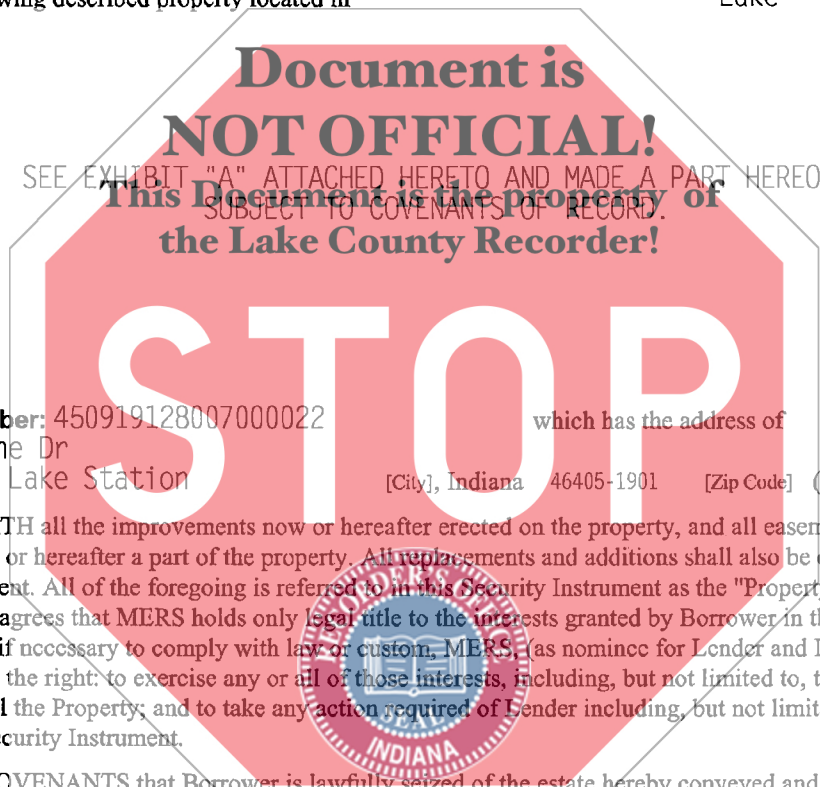 wing described property located in Lake
Document is
NOT OFFICIAL!
SEE EXHIBIT "A" ATTACHED HERETO AND MADE A PART HEREO
This Document is the property of
SUBJECT TO COVENANTS OF RECORD.
the Lake County Recorder!
STOP
ber: 450919128007000022 which has the address of
ne Dr
Lake Station [City], Indiana 46405-1901 [Zip Code] (
TH all the improvements now or hereafter erected on the property, and all easem
or hereafter a part of the property. All replacements and additions shall also be
ent. All of the foregoing is referred to in this Security Instrument as the "Property
agrees that MERS holds only legal title to the interests granted by Borrower in th
if necessary to comply with law or custom, MERS, (as nominee for Lender and
the right: to exercise any or all of those interests, including, but not limited to, t
l the Property; and to take any action required of Lender including, but not limit
curity Instrument.
RECORDER'S OFFICE
SEAL
INDIANA
OVENANTS that Borrower is lawfully seized of the estate hereby conveyed and